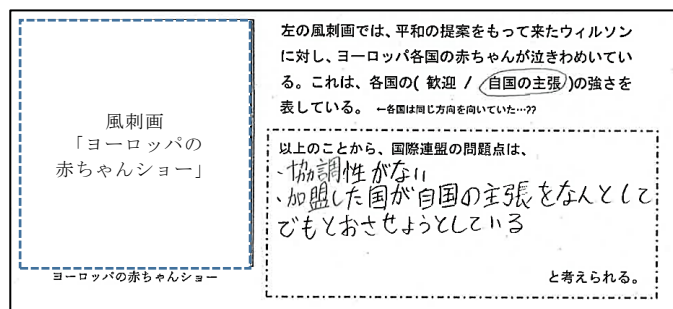 風刺画
「ヨーロッパの
赤ちゃんショー」
ヨーロッパの赤ちゃんショー
左の風刺画では、平和の提案をもって来たウィルソン
に対し、ヨーロッパ各国の赤ちゃんが泣きわめいてい
る。これは、各国の( 歓迎 / 自国の主張 )の強さを
表している。 ←各国は同じ方向を向いていた…??
以上のことから、国際連盟の問題点は、
・協調性がない
・加盟した国が自国の主張をなんとして
でもとおさせようとしている
と考えられる。